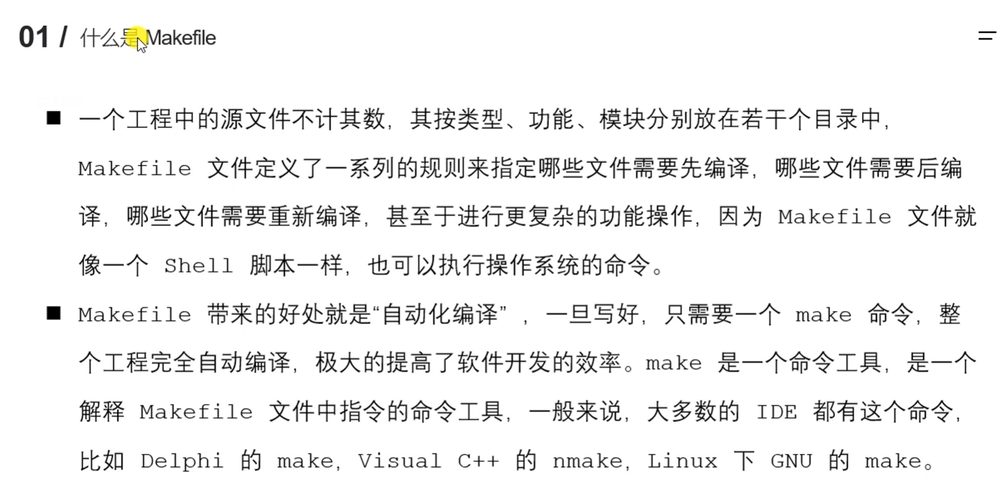 01 / 什么是 Makefile
■ 一个工程中的源文件不计其数，其按类型、功能、模块分别放在若干个目录中，
Makefile 文件定义了一系列的规则来指定哪些文件需要先编译，哪些文件需要后编
译，哪些文件需要重新编译，甚至于进行更复杂的功能操作，因为 Makefile 文件就
像一个 Shell 脚本一样，也可以执行操作系统的命令。
■ Makefile 带来的好处就是“自动化编译” ，一旦写好，只需要一个 make 命令，整
个工程完全自动编译，极大的提高了软件开发的效率。make 是一个命令工具，是一个
解释 Makefile 文件中指令的命令工具，一般来说，大多数的 IDE 都有这个命令，
比如 Delphi 的 make，Visual C++ 的 nmake，Linux 下 GNU 的 make。